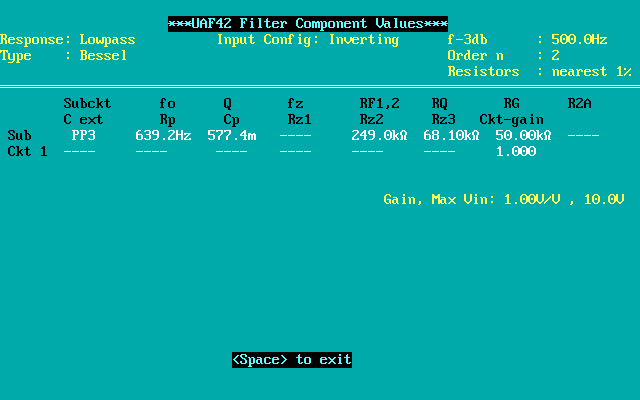 ***UAF42 Filter Component Values***
Response: Lowpass Input Config: Inverting f-3db : 500.0Hz
Type : Bessel Order n : 2
Resistors : nearest 1%
Subckt fo Q fz RF1,2 RQ RG R2A
C ext Rp Cp Rz1 Rz2 Rz3 Ckt-gain
Sub PP3 639.2Hz 577.4m ---- 249.0kΩ 68.10kΩ 50.00kΩ ----
Ckt 1 ---- ---- ---- ---- ---- ---- 1.000
Gain, Max Vin: 1.00V/V , 10.0V
<Space> to exit